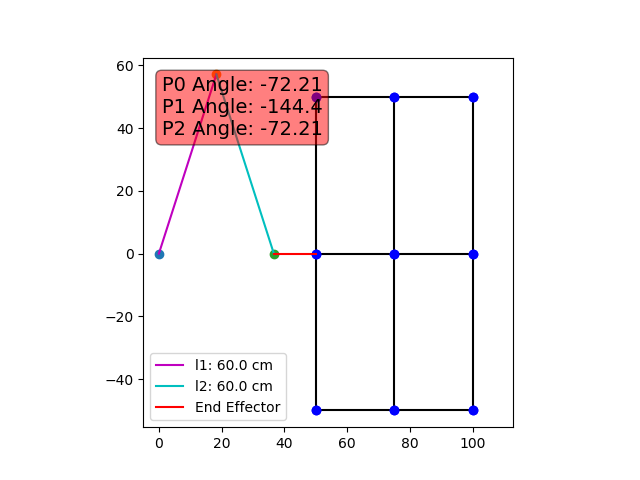 P0 Angle: -72.21
P1 Angle: -144.4
P2 Angle: -72.21
60
40
20
0
−20
−40
l1: 60.0 cm
l2: 60.0 cm
End Effector
0 20 40 60 80 100